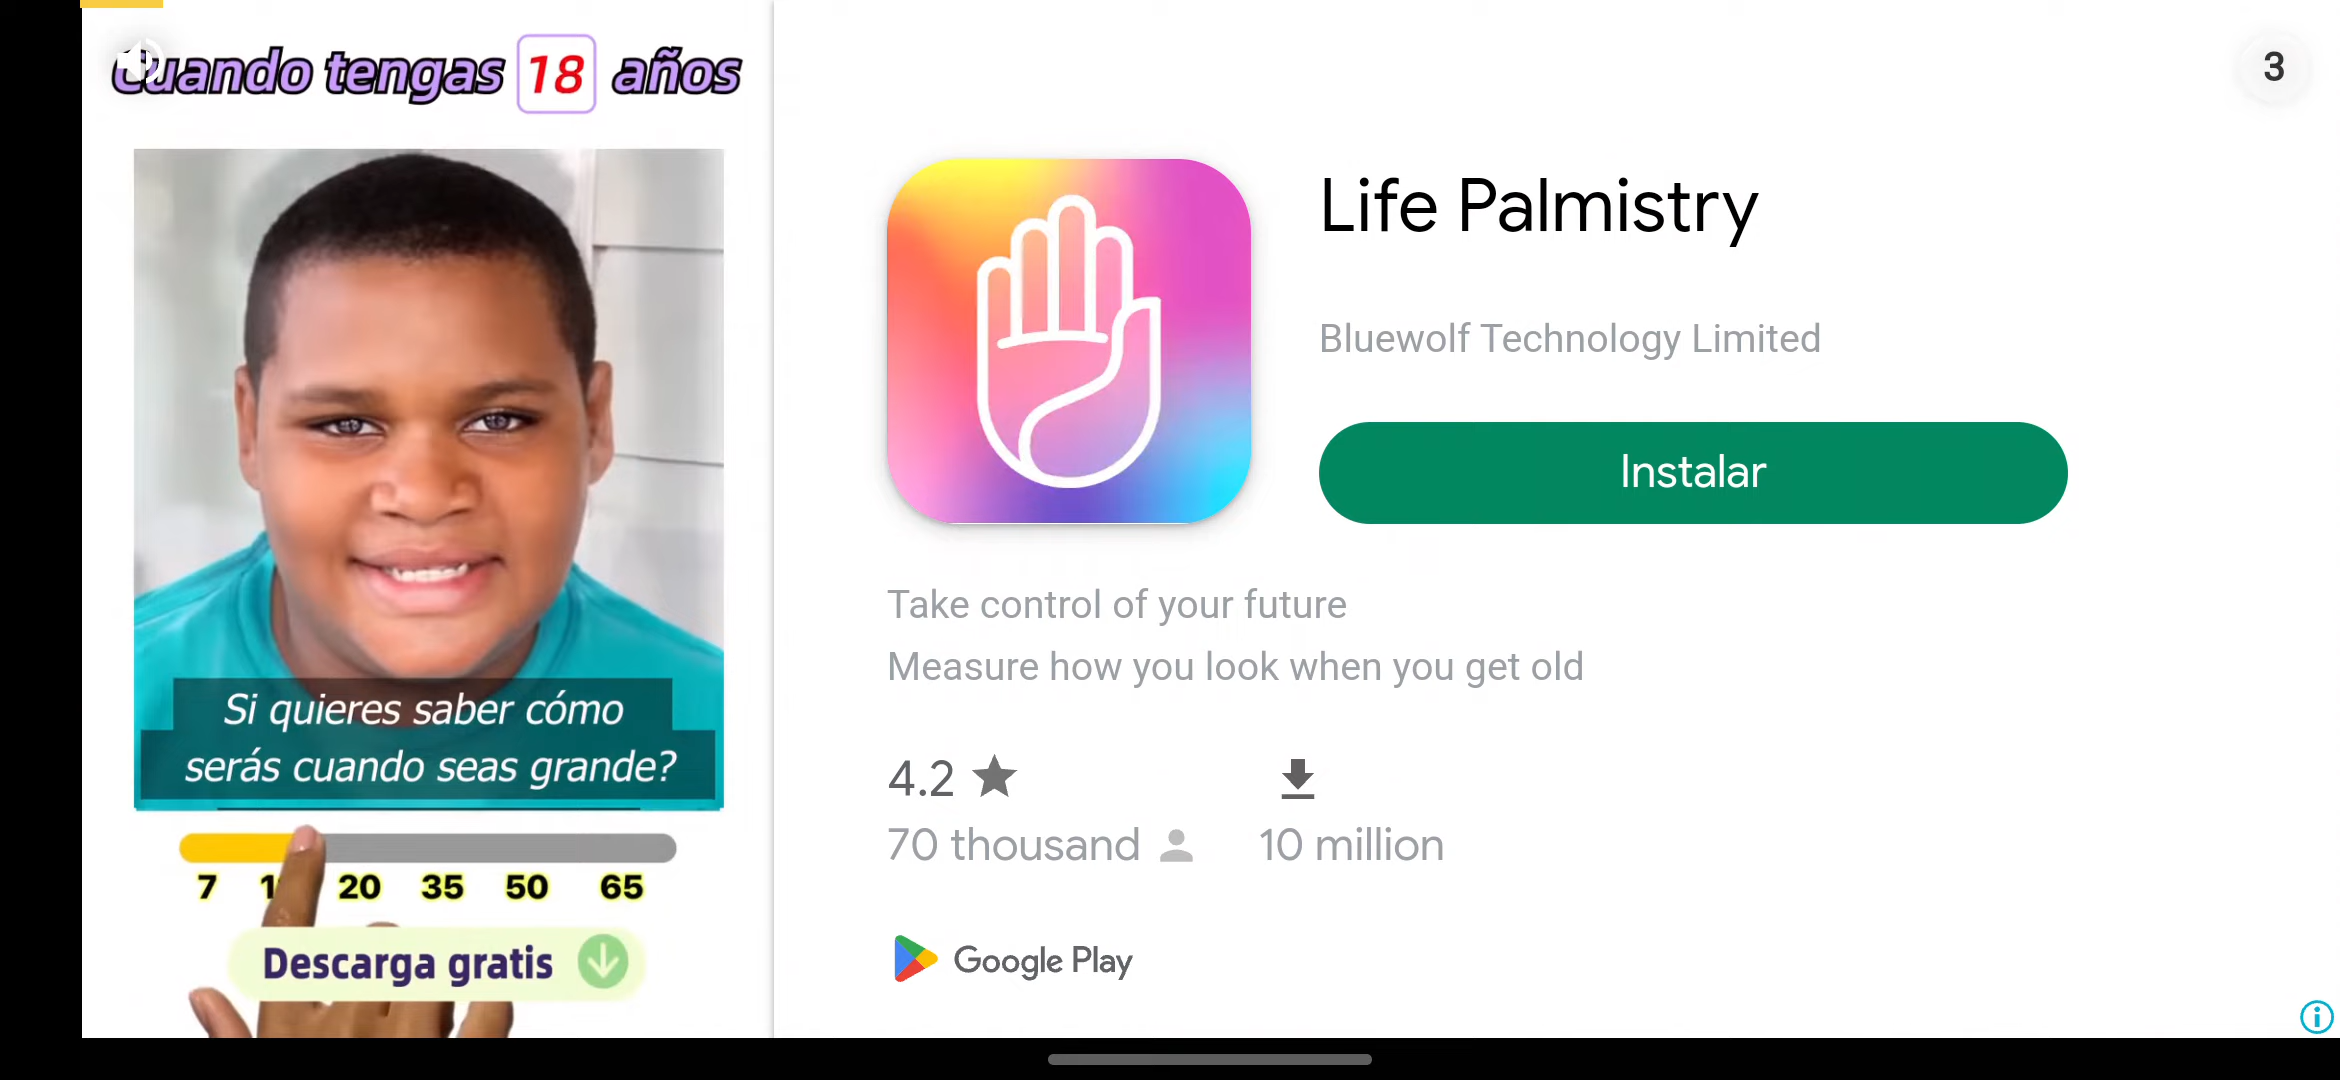 Cuando tengas 18 años
Si quieres saber cómo
serás cuando seas grande?
7 20 35 50 65
Descarga gratis
3
Life Palmistry
Bluewolf Technology Limited
Instalar
Take control of your future
Measure how you look when you get old
4.2
70 thousand
10 million
Google Play